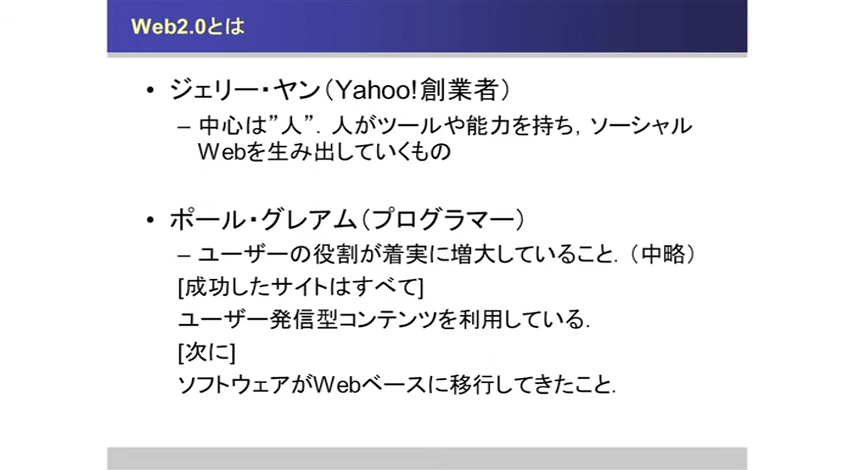 Web2.0とは
• ジェリー・ヤン（Yahoo!創業者）
– 中心は”人”．人がツールや能力を持ち，ソーシャル
Webを生み出していくもの
• ポール・グレアム（プログラマー）
– ユーザーの役割が着実に増大していること．（中略）
[成功したサイトはすべて]
ユーザー発信型コンテンツを利用している．
[次に]
ソフトウェアがWebベースに移行してきたこと．